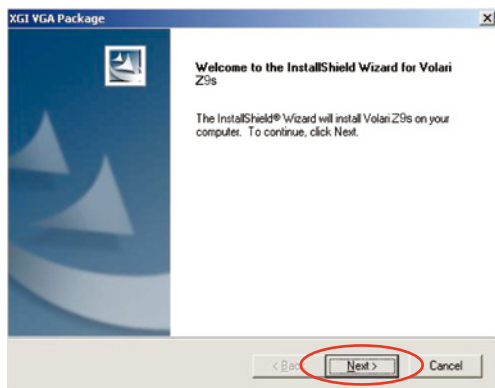 XGI VGA Package
Welcome to the InstallShield Wizard for Volari
Z9s
The InstallShield® Wizard will install Volari Z9s on your
computer. To continue, click Next.
< Back
Next >
Cancel